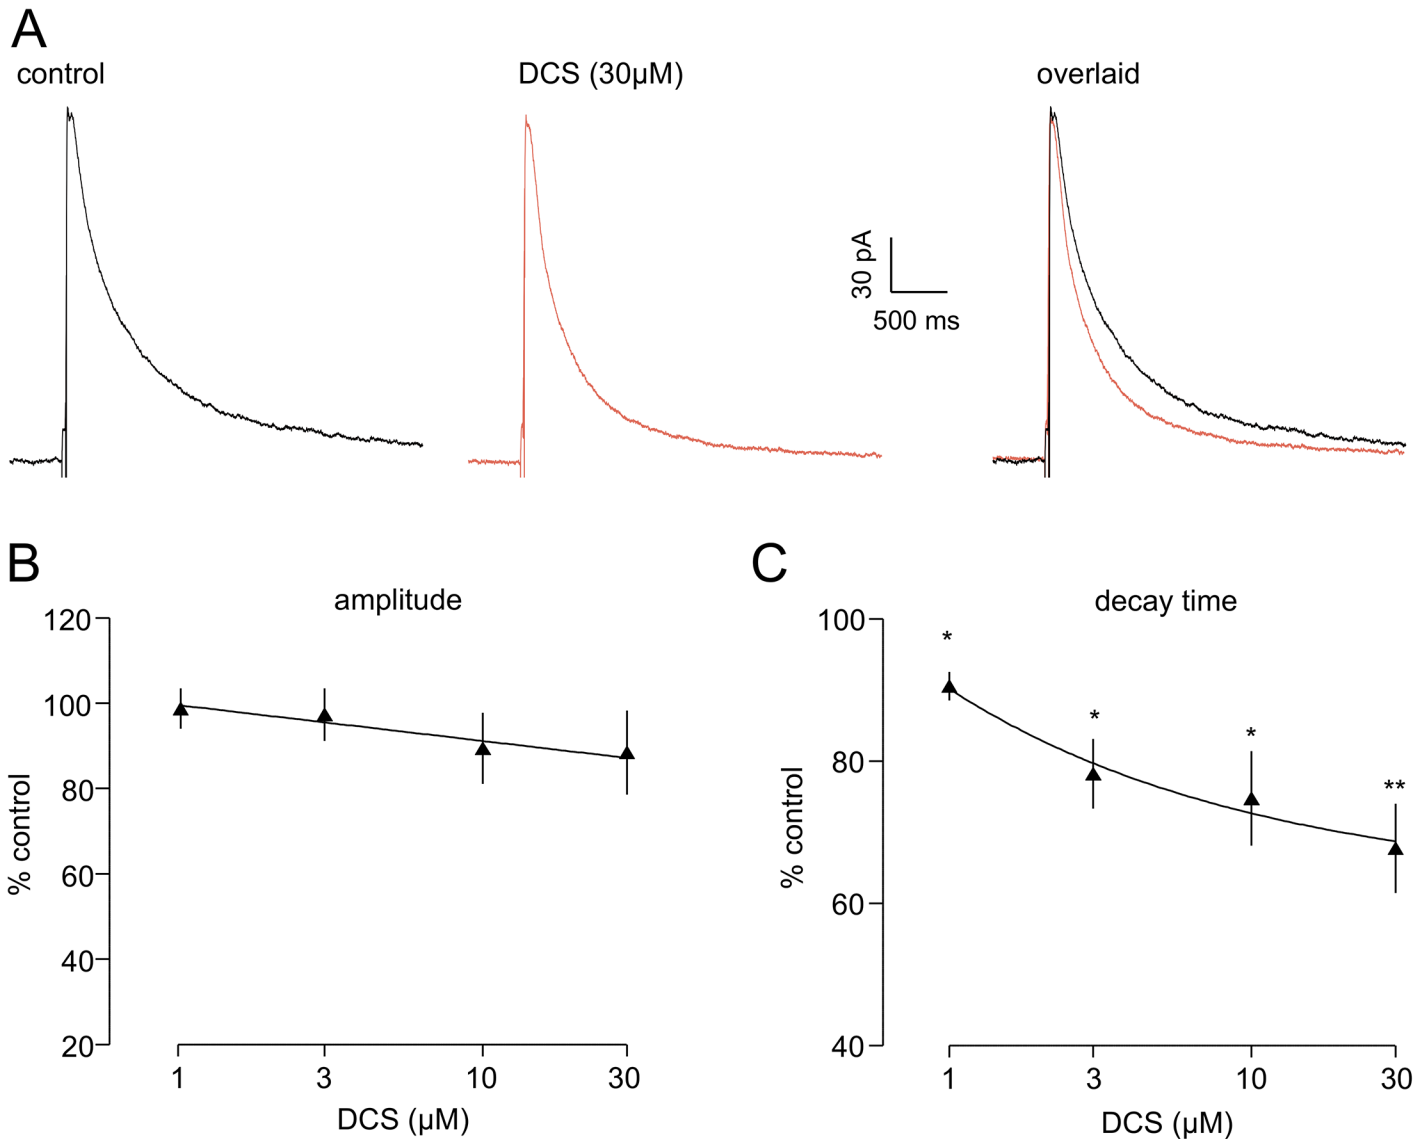 A
control
DCS (30µM)
overlaid
30 pA
500 ms
B
amplitude
120
100
80
60
40
20
% control
1 3 10 30
DCS (µM)
C
decay time
100
80
60
40
% control
*
*
*
**
1 3 10 30
DCS (µM)